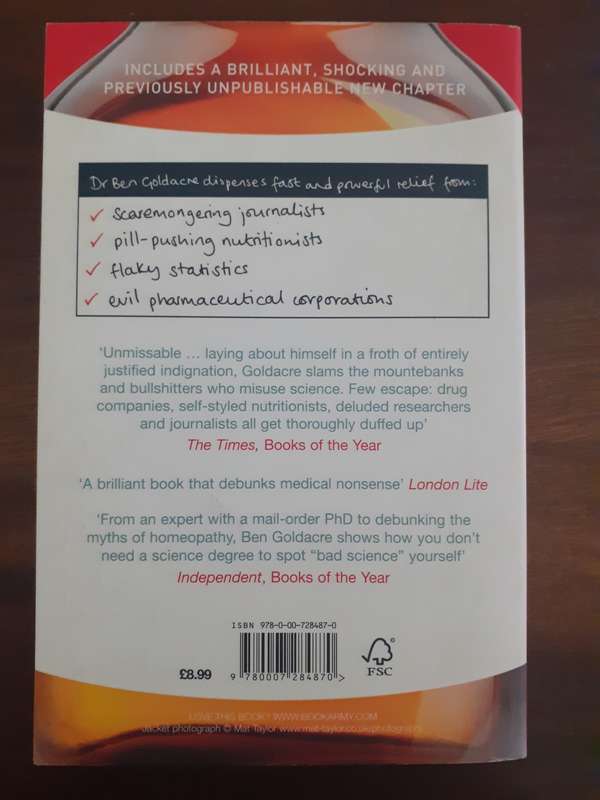 INCLUDES A BRILLIANT, SHOCKING AND
PREVIOUSLY UNPUBLISHABLE NEW CHAPTER
Dr Ben Goldacre dispenses fast and powerful relief from:
✓ scaremongering journalists
✓ pill-pushing nutritionists
✓ flaky statistics
✓ evil pharmaceutical corporations
‘Unmissable … laying about himself in a froth of entirely
justified indignation, Goldacre slams the mountebanks
and bullshitters who misuse science. Few escape: drug
companies, self-styled nutritionists, deluded researchers
and journalists all get thoroughly duffed up’
The Times, Books of the Year
‘A brilliant book that debunks medical nonsense’ London Lite
‘From an expert with a mail-order PhD to debunking the
myths of homeopathy, Ben Goldacre shows how you don’t
need a science degree to spot “bad science” yourself’
Independent, Books of the Year
ISBN 978-0-00-728487-0
£8.99
9 780007 284870 >
FSC
LOVE THIS BOOK? WWW.BOOKARMY.COM
Jacket photograph © Mat Taylor www.mat-taylor.co.uk/photography